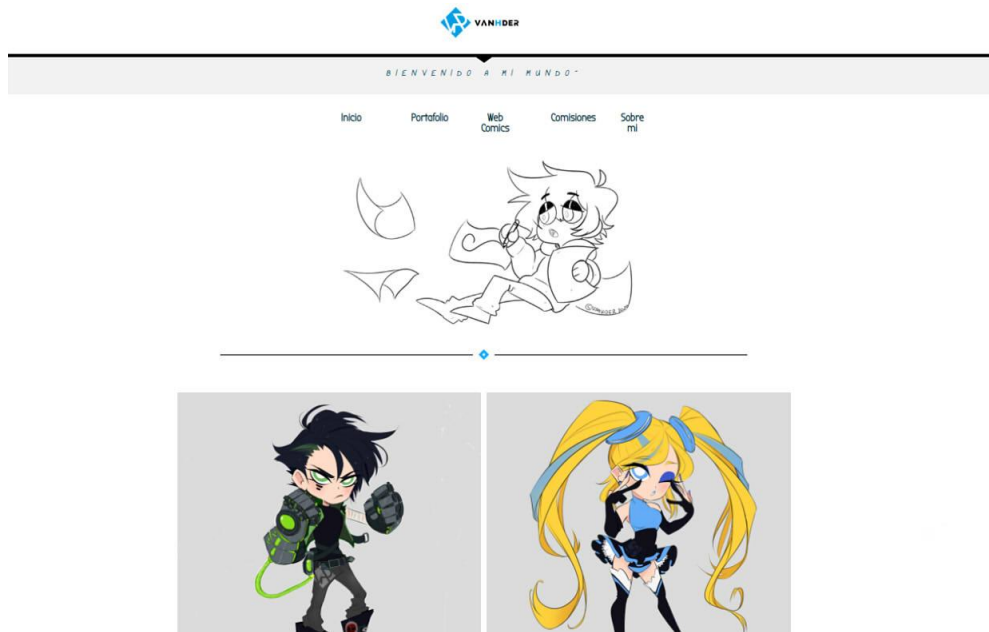 VANHDER
BIENVENIDO A MI MUNDO~
Inicio Portafolio Web Comics Comisiones Sobre mi